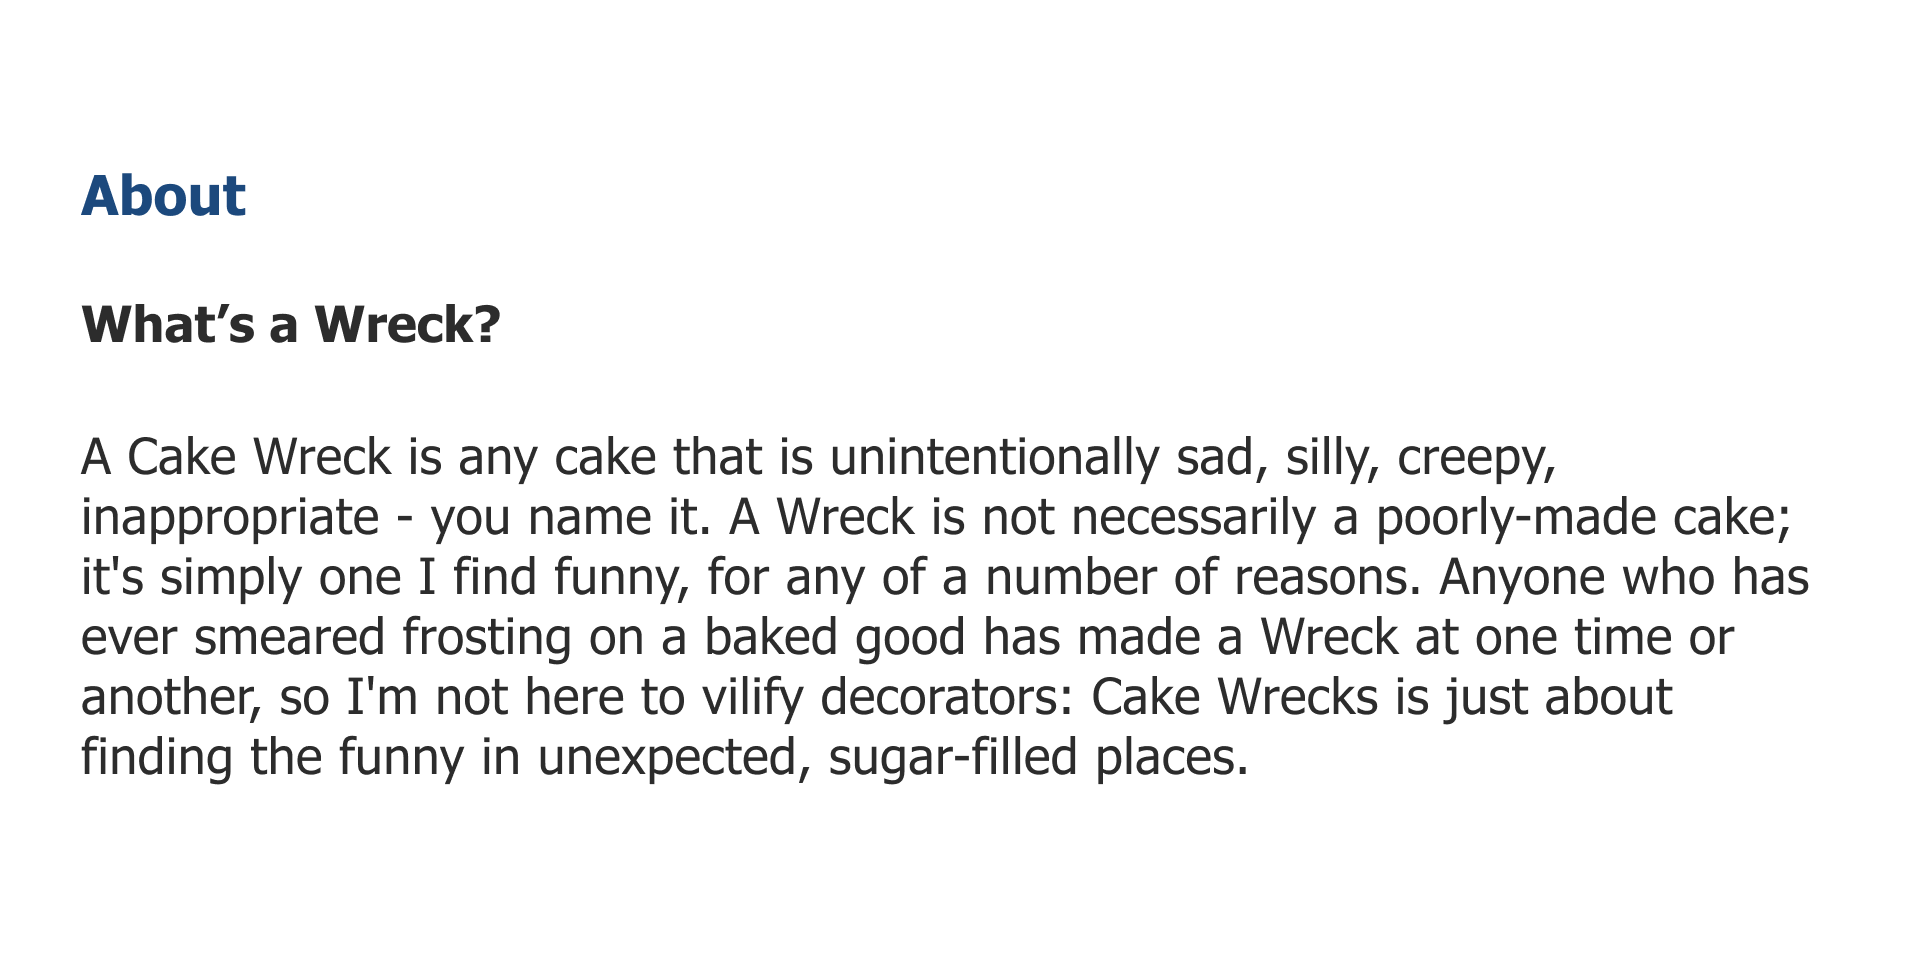 About
What’s a Wreck?
A Cake Wreck is any cake that is unintentionally sad, silly, creepy,
inappropriate - you name it. A Wreck is not necessarily a poorly-made cake;
it's simply one I find funny, for any of a number of reasons. Anyone who has
ever smeared frosting on a baked good has made a Wreck at one time or
another, so I'm not here to vilify decorators: Cake Wrecks is just about
finding the funny in unexpected, sugar-filled places.